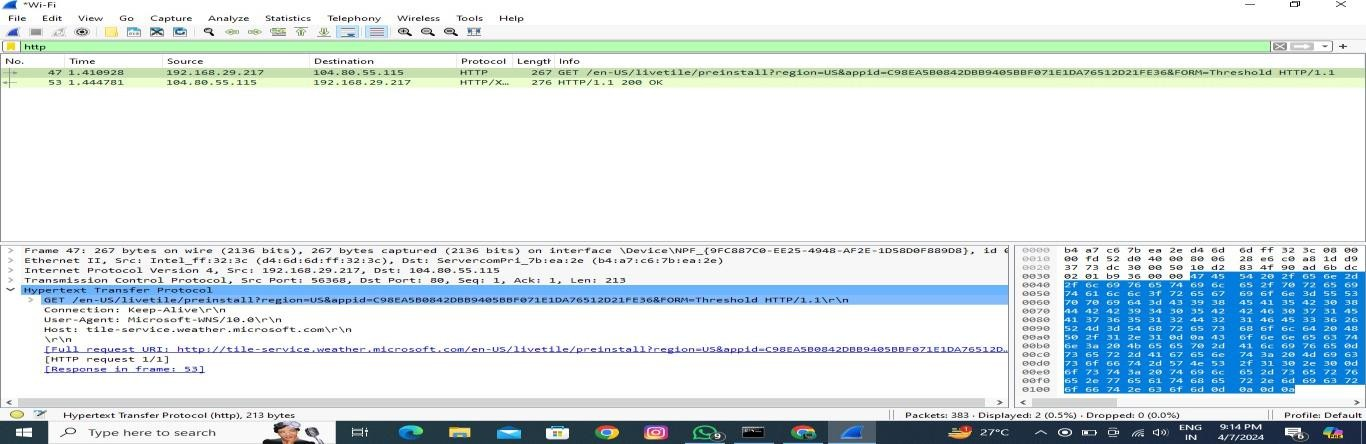 *Wi-Fi
File Edit View Go Capture Analyze Statistics Telephony Wireless Tools Help
http
No. Time Source Destination Protocol Length Info
47 1.410928 192.168.29.217 104.80.55.115 HTTP 267 GET /en-US/livetile/preinstall?region=US&appid=C98EA5B0842DBB9405BBF071E1DA76512D21FE36&FORM=Threshold HTTP/1.1
53 1.444781 104.80.55.115 192.168.29.217 HTTP/X... 276 HTTP/1.1 200 OK
Frame 47: 267 bytes on wire (2136 bits), 267 bytes captured (2136 bits) on interface \Device\NPF_{9FC887C0-EE25-4948-AF2E-1D58D0F889D8}, id
Ethernet II, Src: Intel_ff:32:3c (d4:6d:6d:ff:32:3c), Dst: ServercomPri_7b:ea:2e (b4:a7:c6:7b:ea:2e)
Internet Protocol Version 4, Src: 192.168.29.217, Dst: 104.80.55.115
Transmission Control Protocol, Src Port: 56368, Dst Port: 80, Seq: 1, Ack: 1, Len: 213
Hypertext Transfer Protocol
GET /en-US/livetile/preinstall?region=US&appid=C98EA5B0842DBB9405BBF071E1DA76512D21FE36&FORM=Threshold HTTP/1.1\r\n
Connection: Keep-Alive\r\n
User-Agent: Microsoft-WNS/10.0\r\n
Host: tile-service.weather.microsoft.com\r\n
\r\n
[Full request URI: http://tile-service.weather.microsoft.com/en-US/livetile/preinstall?region=US&appid=C98EA5B0842DBB9405BBF071E1DA76512D...
[HTTP request 1/1]
[Response in frame: 53]
0000 b4 a7 c6 7b ea 2e d4 6d 6d ff 32 3c 08 00
0010 00 fd 52 d0 40 00 80 06 28 e6 c0 a8 1d d9
0020 37 73 dc 30 00 50 10 d2 83 4f 90 ad 6b dc
0030 02 01 b9 36 00 00 47 45 54 20 2f 65 6e 2d
0040 2f 6c 69 76 65 74 69 6c 65 2f 70 72 65 69
0050 74 61 6c 6c 3f 72 65 67 69 6f 6e 3d 55 53
0060 70 70 69 64 3d 43 39 38 45 41 35 42 30 38
0070 44 42 42 39 34 30 35 42 42 46 30 37 31 45
0080 41 37 36 35 31 32 44 32 31 46 45 33 36 26
0090 52 4d 3d 54 68 72 65 73 68 6f 6c 64 20 48
00a0 50 2f 31 2e 31 0d 0a 43 6f 6e 6e 65 63 74
00b0 6e 3a 20 4b 65 65 70 2d 41 6c 69 76 65 0d
00c0 73 65 72 2d 41 67 65 6e 74 3a 20 4d 69 63
00d0 73 6f 66 74 2d 57 4e 53 2f 31 30 2e 30 0d
00e0 6f 73 74 3a 20 74 69 6c 65 2d 73 65 72 76
00f0 65 2e 77 65 61 74 68 65 72 2e 6d 69 63 72
0100 6f 66 74 2e 63 6f 6d 0d 0a 0d 0a
Hypertext Transfer Protocol (http), 213 bytes
Packets: 383 · Displayed: 2 (0.5%) · Dropped: 0 (0.0%)
Profile: Default
Type here to search
9
27°C
ENG
IN
9:14 PM
4/7/2024
6